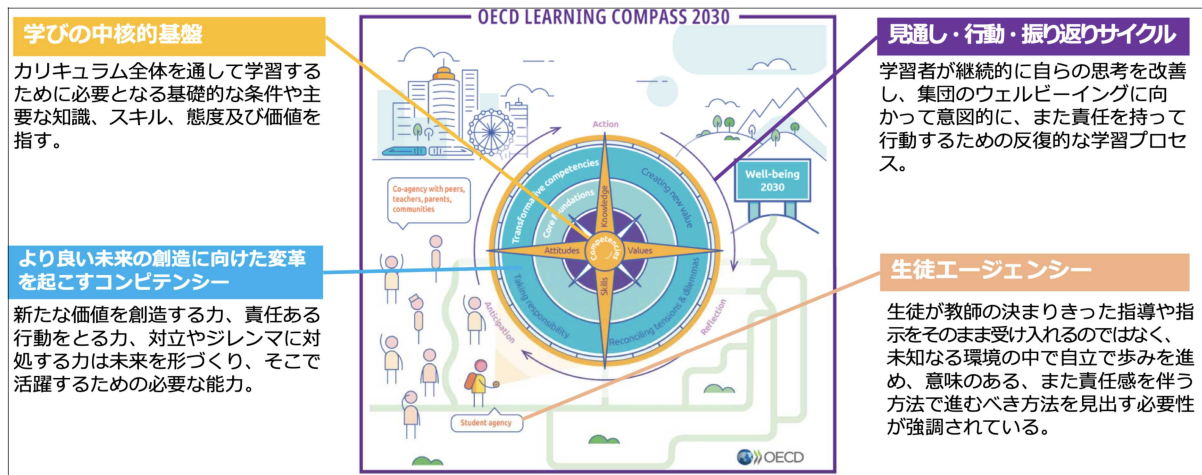 OECD LEARNING COMPASS 2030
学びの中核的基盤
カリキュラム全体を通して学習する
ために必要となる基礎的な条件や主
要な知識、スキル、態度及び価値を
指す。
より良い未来の創造に向けた変革
を起こすコンピテンシー
新たな価値を創造する力、責任ある
行動をとる力、対立やジレンマに対
処する力は未来を形づくり、そこで
活躍するための必要な能力。
Action
Transformative competencies
Creating new value
Core foundations
Knowledge
Attitudes
Competencies
Values
Skills
Taking responsibility
Reconciling tensions & dilemmas
Anticipation
Reflection
Co-agency with peers,
teachers, parents,
communities
Well-being
2030
Student agency
OECD
見通し・行動・振り返りサイクル
学習者が継続的に自らの思考を改善
し、集団のウェルビーイングに向
かって意図的に、また責任を持って
行動するための反復的な学習プロセ
ス。
生徒エージェンシー
生徒が教師の決まりきった指導や指
示をそのまま受け入れるのではなく、
未知なる環境の中で自立で歩みを進
め、意味のある、また責任感を伴う
方法で進むべき方法を見出す必要性
が強調されている。